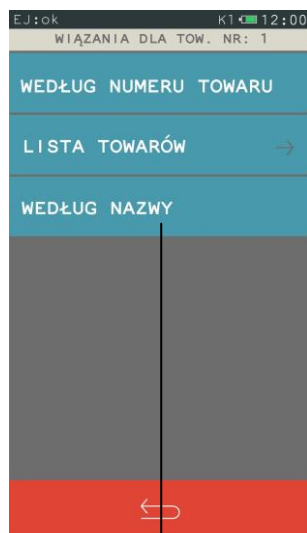 EJ:ok K1 12:00
WIĄZANIA DLA TOW. NR: 1
WEDŁUG NUMERU TOWARU
LISTA TOWARÓW
WEDŁUG NAZWY